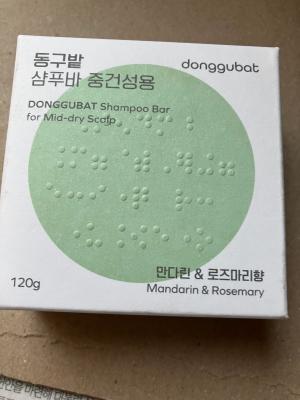 동구밭
샴푸바 중건성용
donggubat
DONGGUBAT Shampoo Bar
for Mid-dry Scalp
120g
만다린 & 로즈마리향
Mandarin & Rosemary